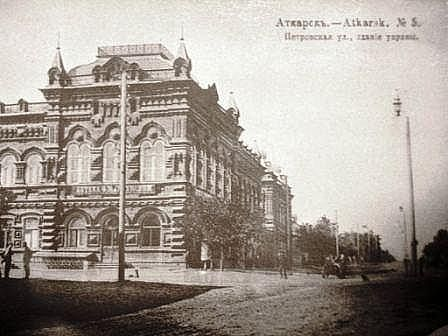 Аткарскъ.—Atkarsk. № 5.
Петровская ул., зданіе управы.